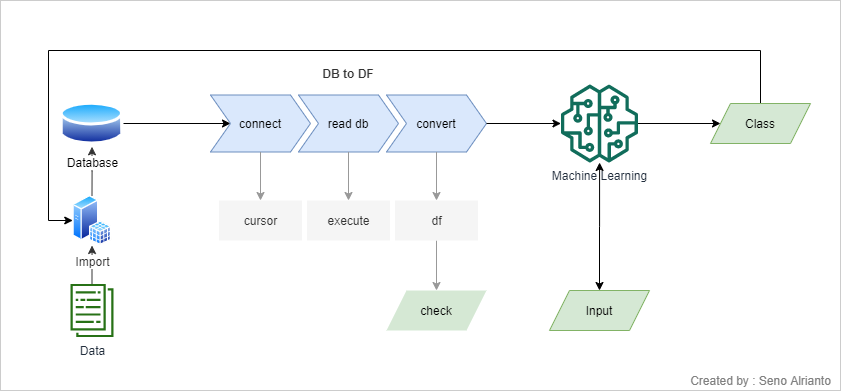 DB to DF
connect
read db
convert
Class
Database
Machine Learning
cursor
execute
df
Import
check
Input
Data
Created by : Seno Alrianto